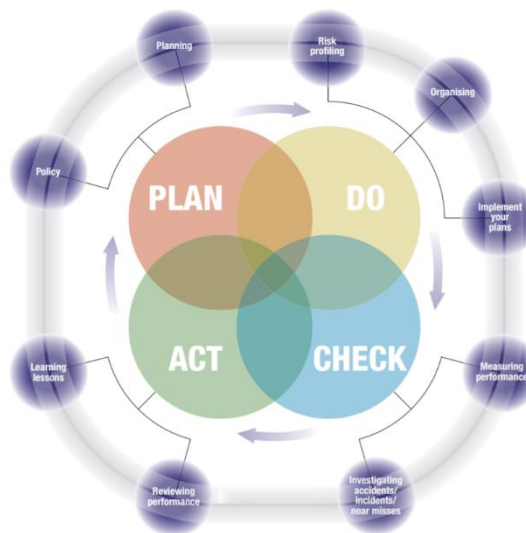 Planning
Risk
profiling
Organising
Policy
Implement
your
plans
PLAN
DO
ACT
CHECK
Learning
lessons
Measuring
performance
Reviewing
performance
Investigating
accidents/
incidents/
near misses